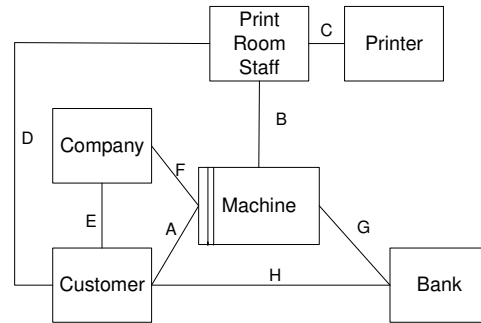 Print
Room
Staff
C
Printer
B
D
Company
F
Machine
E
A
G
Customer
H
Bank